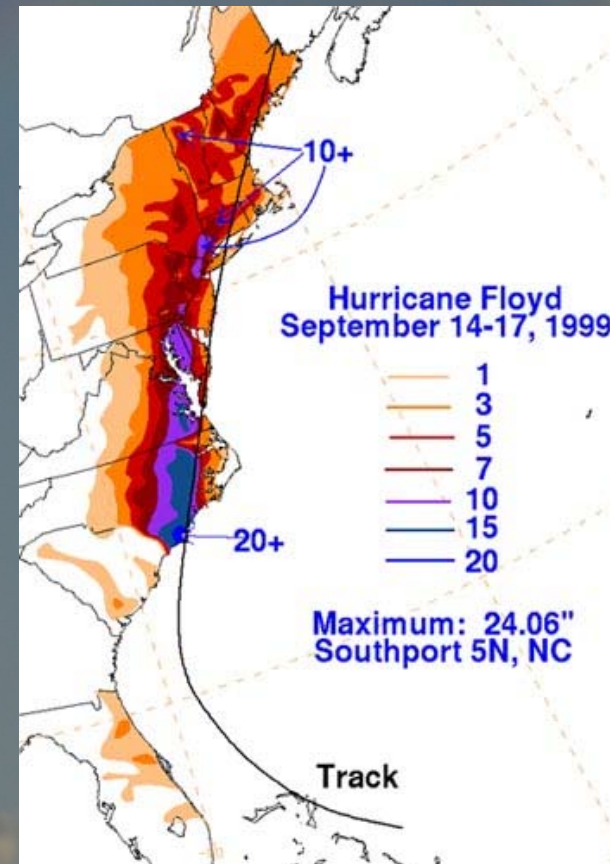 10+
Hurricane Floyd
September 14-17, 1999
1
3
5
7
10
15
20
20+
Maximum: 24.06"
Southport 5N, NC
Track